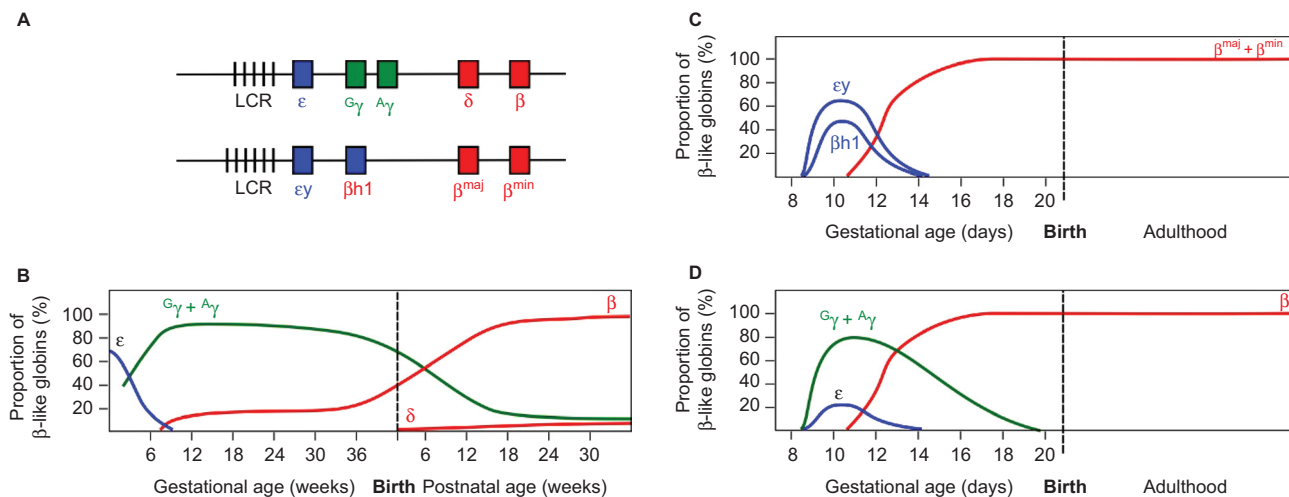 A
LCR ε Gγ Aγ δ β
LCR εy βh1 βmaj βmin
B
Proportion of
β-like globins (%)
100
80
60
40
20
ε
Gγ + Aγ
β
δ
6 12 18 24 30 36 6 12 18 24 30
Gestational age (weeks) Birth Postnatal age (weeks)
C
Proportion of
β-like globins (%)
100
80
60
40
20
εy
βh1
βmaj + βmin
8 10 12 14 16 18 20
Gestational age (days) Birth Adulthood
D
Proportion of
β-like globins (%)
100
80
60
40
20
Gγ + Aγ
ε
β
8 10 12 14 16 18 20
Gestational age (days) Birth Adulthood